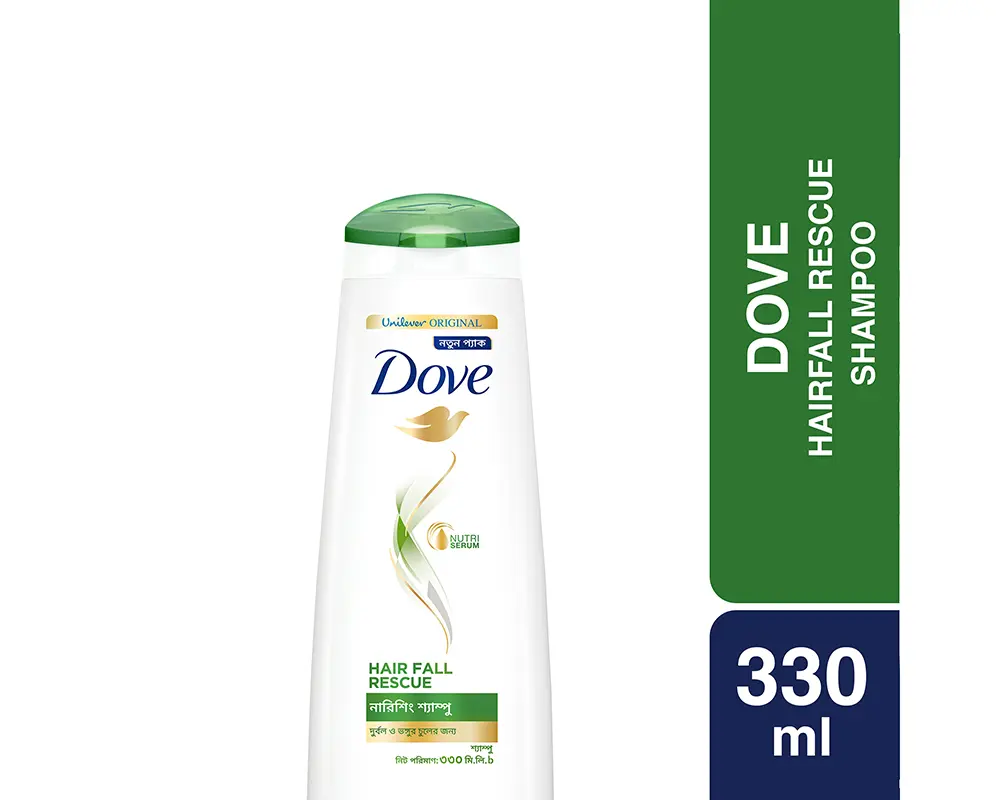 Unilever ORIGINAL
নতুন প্যাক
Dove
NUTRI
SERUM
HAIR FALL
RESCUE
নারিশিং শ্যাম্পু
দুর্বল ও ভঙ্গুর চুলের জন্য
শ্যাম্পু
নিট পরিমাণ: ৩৩০ মি.লি.b
DOVE
HAIRFALL RESCUE
SHAMPOO
330
ml